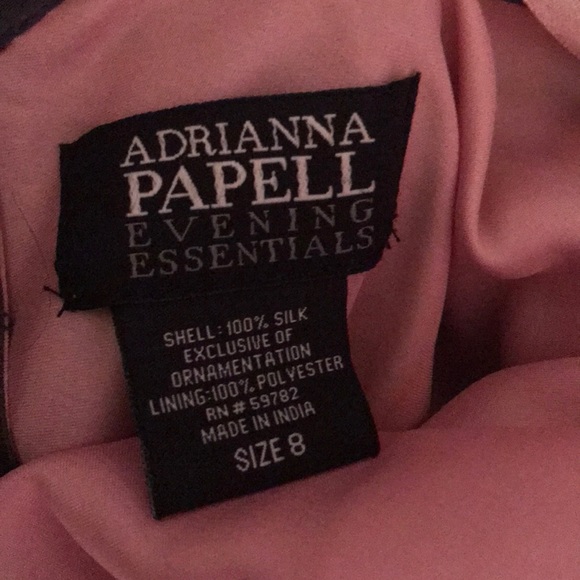 ADRIANNA
PAPELL
EVENING
ESSENTIALS
SHELL: 100% SILK
EXCLUSIVE OF
ORNAMENTATION
LINING: 100% POLYESTER
RN # 59782
MADE IN INDIA
SIZE 8